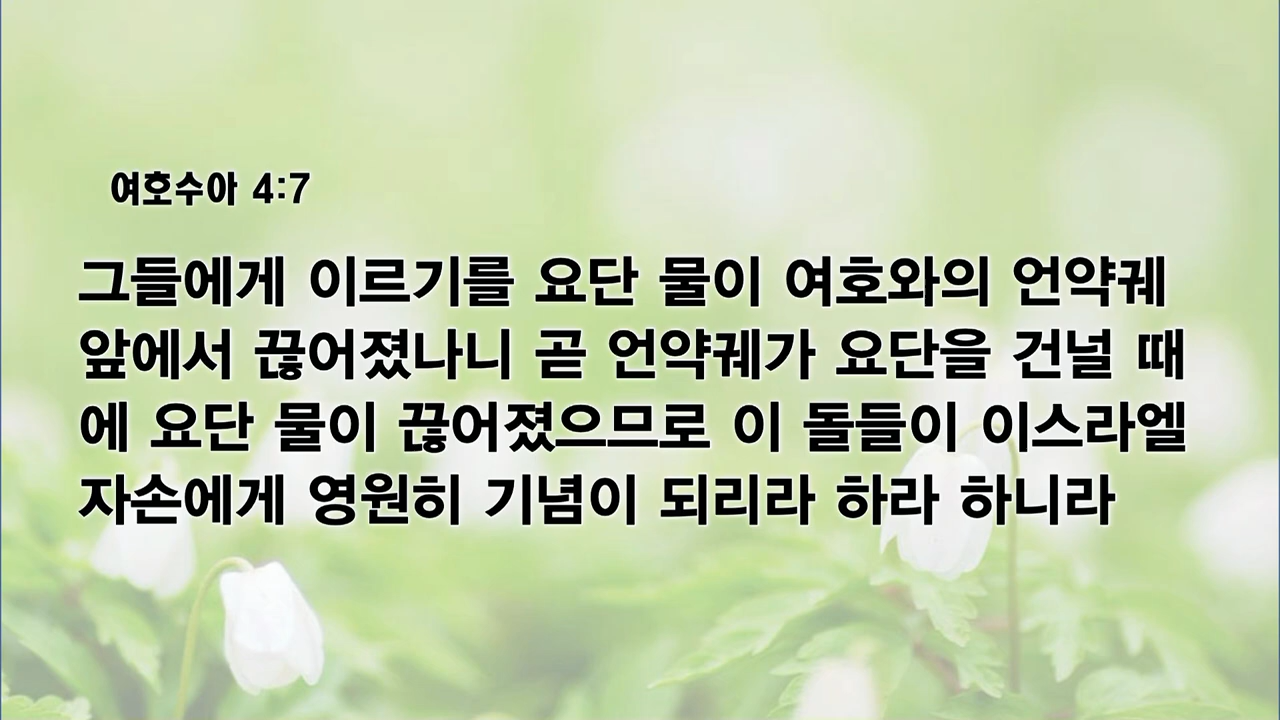 여호수아 4:7
그들에게 이르기를 요단 물이 여호와의 언약궤
앞에서 끊어졌나니 곧 언약궤가 요단을 건널 때
에 요단 물이 끊어졌으므로 이 돌들이 이스라엘
자손에게 영원히 기념이 되리라 하라 하니라